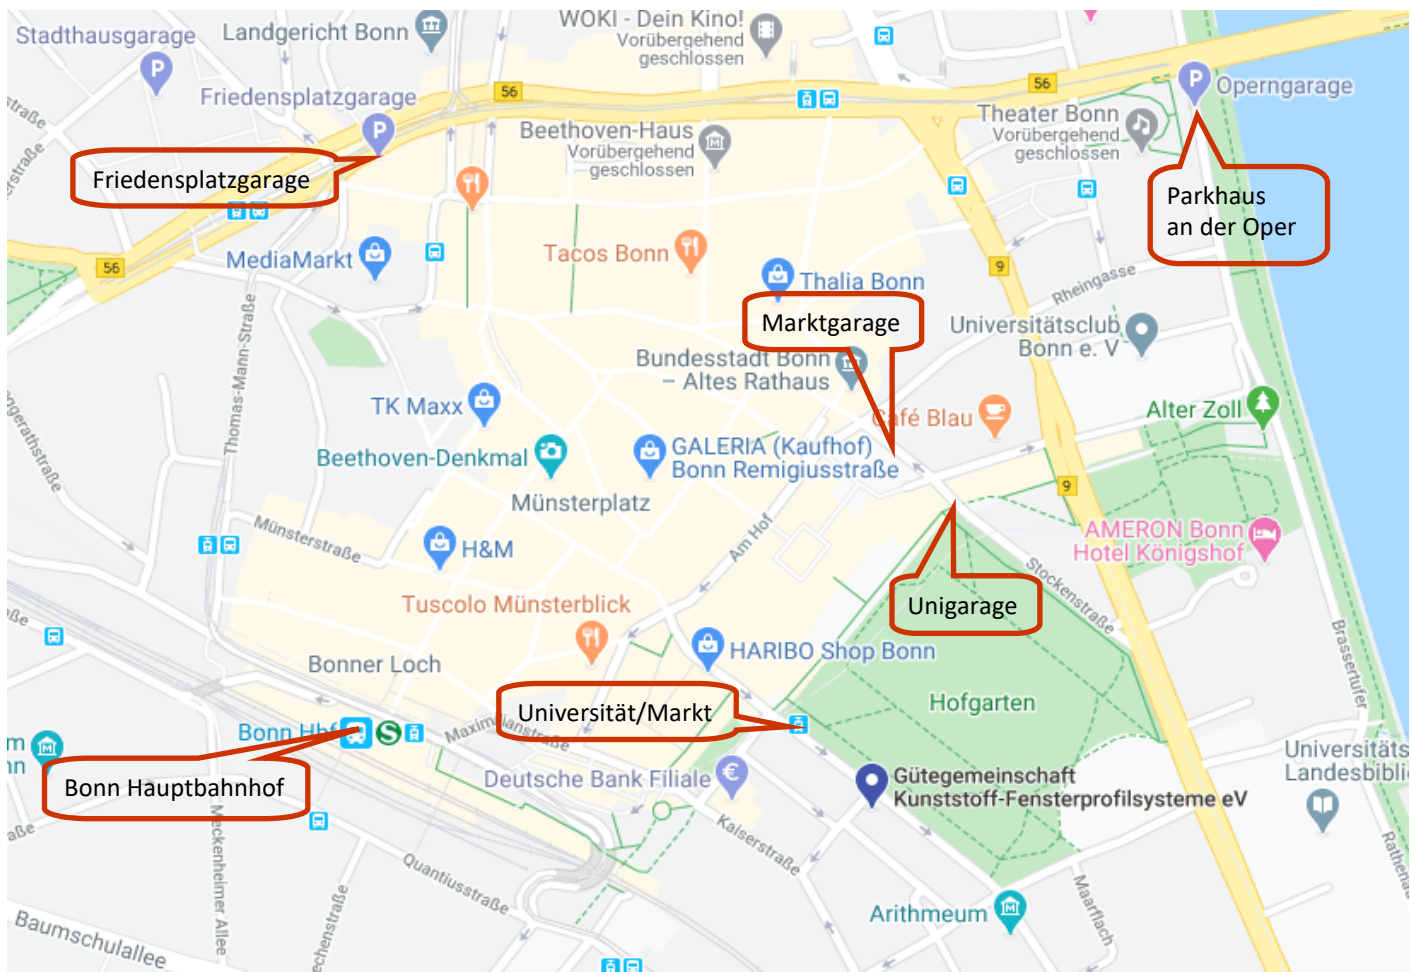 WOKI - Dein Kino!
Vorübergehend
geschlossen
Landgericht Bonn
Stadthausgarage
56
56
56
Operngarage
Friedensplatzgarage
Theater Bonn
Vorübergehend
geschlossen
Beethoven-Haus
Vorübergehend
geschlossen
Friedensplatzgarage
Parkhaus
an der Oper
MediaMarkt
Tacos Bonn
9
Thalia Bonn
Rheingasse
Marktgarage
Universitätsclub
Bonn e. V
Thomas-Mann-Straße
Bundesstadt Bonn
– Altes Rathaus
TK Maxx
Café Blau
Alter Zoll
Beethoven-Denkmal
GALERIA (Kaufhof)
Bonn Remigiusstraße
Münsterplatz
9
Münsterstraße
H&M
Am Hof
AMERON Bonn
Hotel Königshof
Stockenstraße
Unigarage
Tuscolo Münsterblick
HARIBO Shop Bonn
Bonner Loch
Brassertufer
Hofgarten
Universität/Markt
Bonn Hbf
Maximilianstraße
Bonn Hauptbahnhof
Deutsche Bank Filiale
Gütegemeinschaft
Kunststoff-Fensterprofilsysteme eV
Universitäts
Landesbibli
Kaiserstraße
Meckenheimer Allee
Quantiusstraße
Maarflach
Rathenau
Arithmeum
Baumschulallee